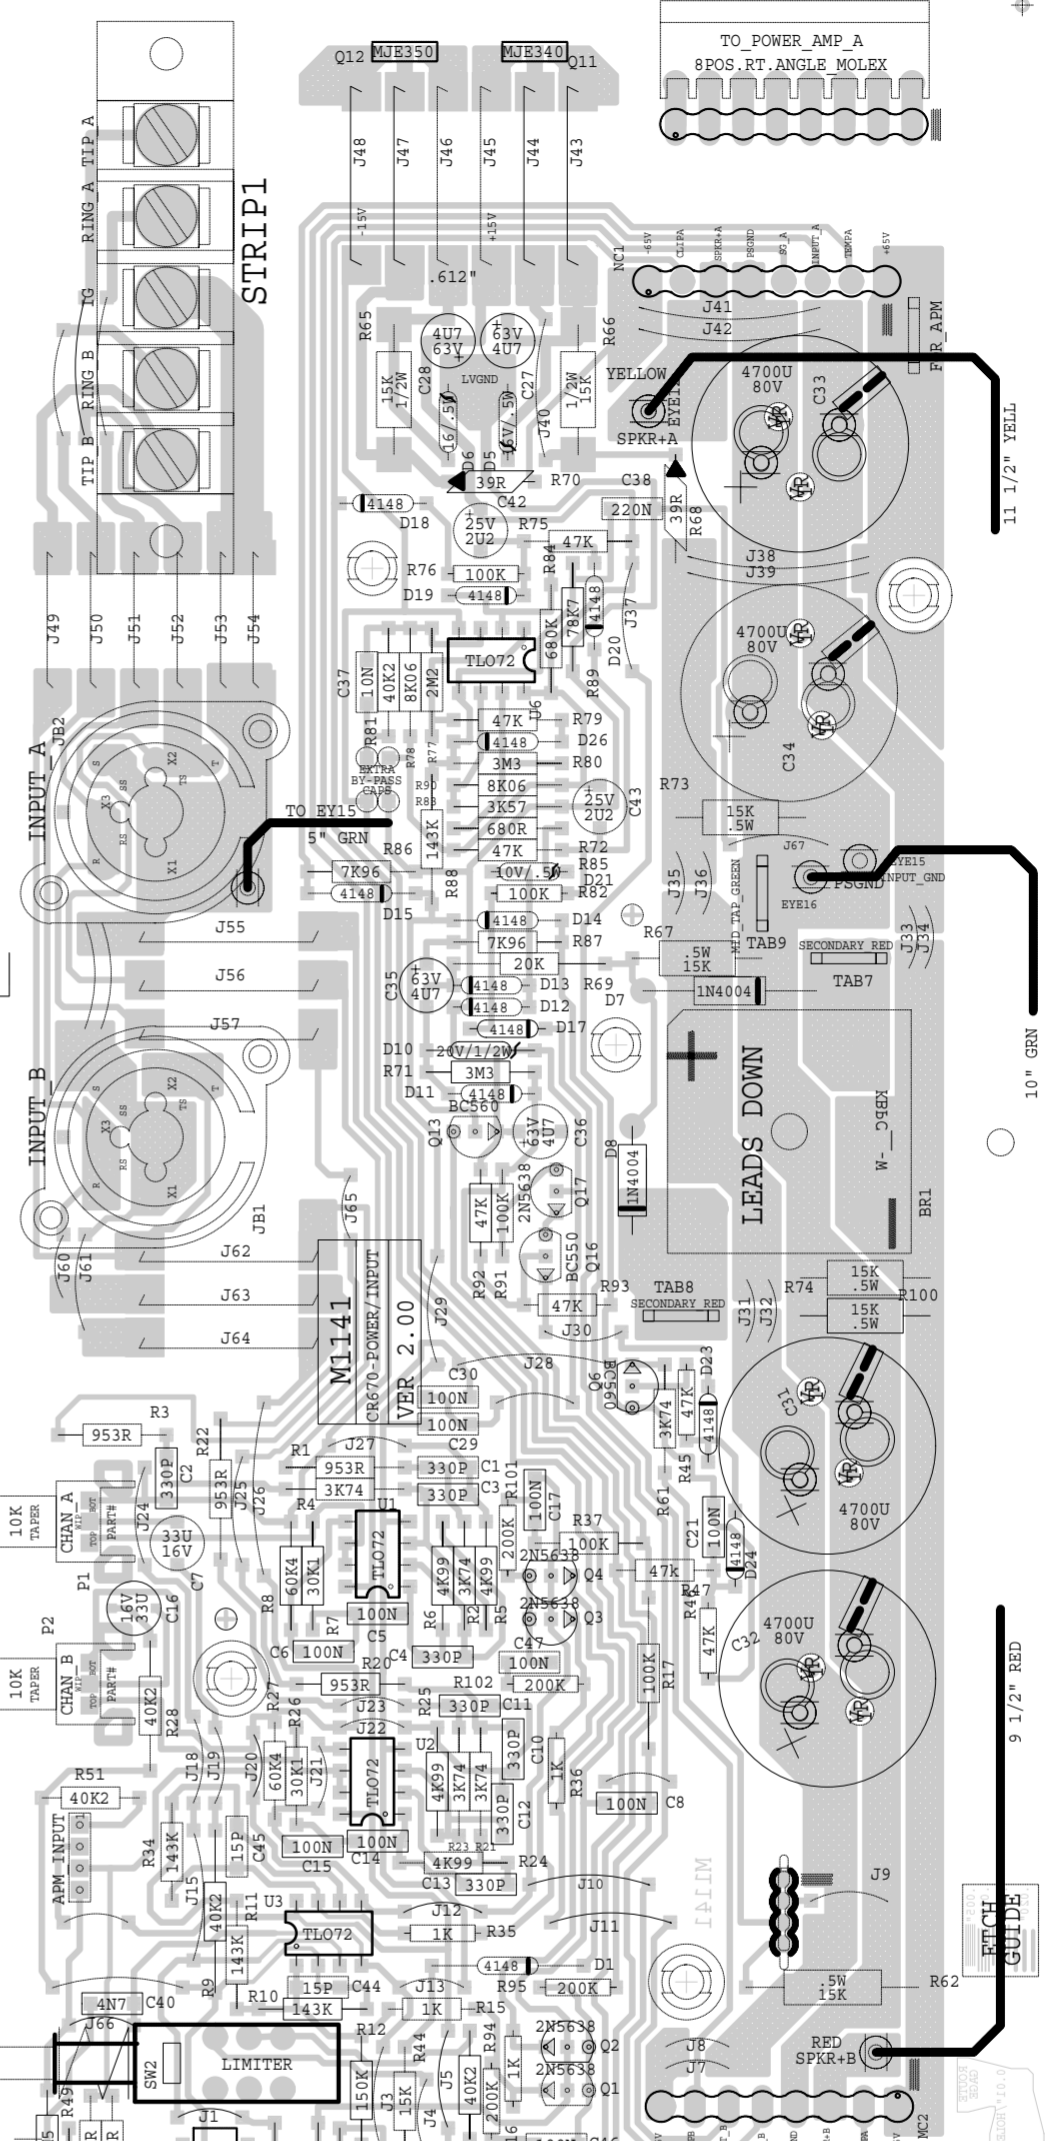 TO_POWER_AMP_A
8POS.RT.ANGLE_MOLEX
Q12
MJE350
MJE340
Q11
J48
J47
J46
J45
J44
J43
-15V
+15V
.612"
TIP A
RING_A
IG
RING B
TIP_B
STRIP1
NC1
-65V
CLIPA
SPKR+A
PSGND
SG_A
INPUT_A
TEMPA
+65V
J41
J42
R65
15K
1/2W
4U7
63V
C28
63V
4U7
C27
LVGND
J40
1/2W
15K
R66
YELLOW
SPKR+A
4700U
80V
C33
11 1/2" YELL
D6
D5
39R
R70
C42
25V
2U2
R75
47K
C38
220N
39R
R68
4148
D18
R76
100K
D19
4148
R84
680K
78K7
4148
D20
R89
J37
J38
J39
4700U
80V
C34
J49
J50
J51
J52
J53
J54
C37
10N
40K2
8K06
2M2
TL072
U6
R81
R78
R77
EXTRA
BY-PASS
CAPS
R90
R83
143K
47K
R79
4148
D26
3M3
R80
8K06
3K57
680R
47K
R72
25V
2U2
C43
R73
15K
.5W
J67
INPUT_A
JB2
TO EY15
5" GRN
R86
7K96
4148
D15
R88
10V/.5W
R85
D21
100K
R82
4148
D14
7K96
R87
20K
R69
J35
J36
MID_TAP_GREEN
TAB9
PSGND
EYE16
EYE15
INPUT_GND
J33
J34
R67
.5W
15K
SECONDARY_RED
TAB7
1N4004
D7
10" GRN
J55
J56
J57
C35
63V
4U7
4148
D13
4148
D12
4148
D17
D10
20V/1/2W
R71
3M3
D11
4148
BC560
Q13
63V
4U7
C36
D8
1N4004
LEADS DOWN
BR1
INPUT_B
JB1
J60
J61
J62
J63
J64
J65
47K
100K
2N5638
Q17
BC550
Q16
R92
R91
R93
47K
J30
J29
M1141
CR670-POWER/INPUT
VER 2.00
TAB8
SECONDARY_RED
J31
J32
R74
15K
.5W
15K
.5W
R100
J28
C30
100N
100N
C29
Q6
BC560
3K74
47K
D23
4148
R45
R61
C31
4700U
80V
R3
953R
R22
953R
J25
J26
J27
R1
953R
3K74
R4
330P
C1
330P
C3
R101
200K
100N
C17
R37
100K
C21
100N
4148
D24
10K
TAPER
CHAN_A
WIP
TOP
BOT
PART#
P1
J24
330P
C2
33U
16V
C7
16V
33U
C16
U1
TL072
60K4
30K1
R8
R7
4K99
3K74
4K99
R6
R2
R5
2N5638
Q4
2N5638
Q3
47k
R47
47K
C32
4700U
80V
100N
C5
C6
100N
C4
330P
C47
100N
100K
R17
P2
10K
TAPER
CHAN_B
WIP
TOP
BOT
PART#
40K2
R28
R20
953R
J23
R25
R102
200K
330P
C11
R27
R26
J22
U2
TL072
J18
J19
J20
60K4
30K1
J21
4K99
3K74
3K74
330P
C10
1K
R36
330P
C12
100N
C8
9 1/2" RED
R51
40K2
APM_INPUT
R34
143K
15P
C45
100N
C15
100N
C14
R23
R21
4K99
R24
C13
330P
J15
40K2
R11
143K
U3
TL072
J12
1K
R35
J10
J11
M1141
J9
ETCH
GUIDE
R9
R10
15P
C44
143K
J13
1K
R15
4148
D1
R95
200K
.5W
15K
R62
4N7
C40
J66
SW2
LIMITER
R49
J1
R12
150K
J3
R44
15K
J4
J5
40K2
R94
200K
1K
2N5638
Q2
2N5638
Q1
J8
J7
RED
SPKR+B
MC2